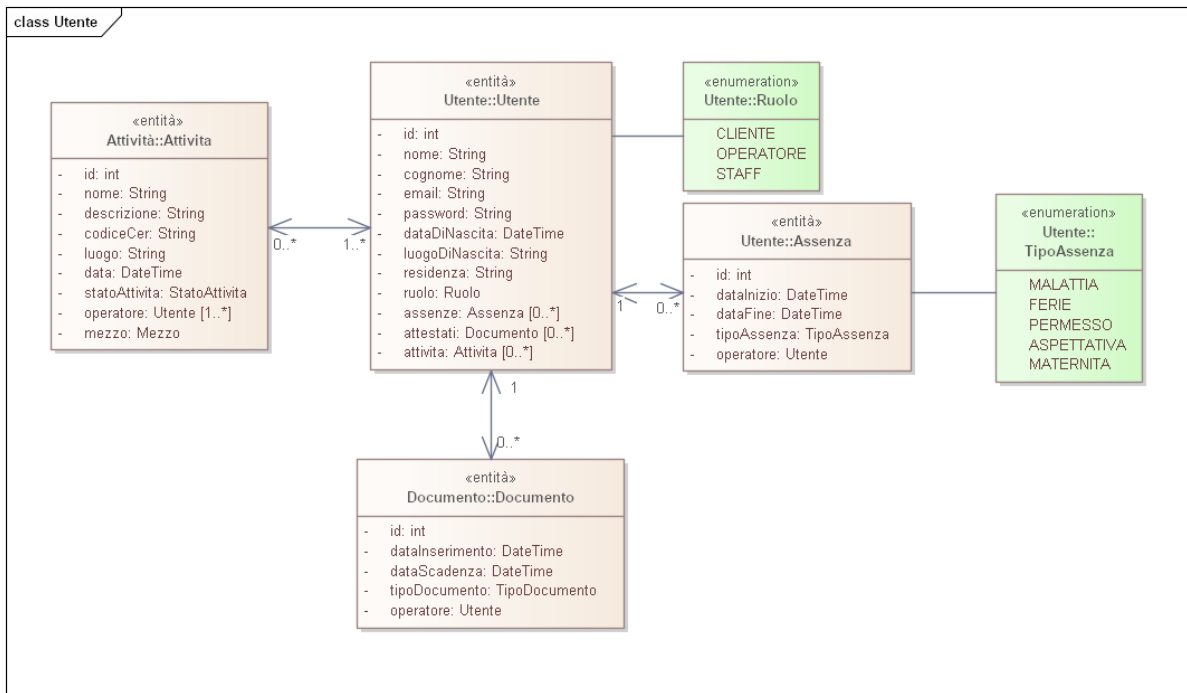 class Utente
«entità»
Attività::Attivita
- id: int
- nome: String
- descrizione: String
- codiceCer: String
- luogo: String
- data: DateTime
- statoAttivita: StatoAttivita
- operatore: Utente [1..*]
- mezzo: Mezzo
0..*
1..*
«entità»
Utente::Utente
- id: int
- nome: String
- cognome: String
- email: String
- password: String
- dataDiNascita: DateTime
- luogoDiNascita: String
- residenza: String
- ruolo: Ruolo
- assenze: Assenza [0..*]
- attestati: Documento [0..*]
- attivita: Attivita [0..*]
«enumeration»
Utente::Ruolo
CLIENTE
OPERATORE
STAFF
1
0..*
«entità»
Utente::Assenza
- id: int
- dataInizio: DateTime
- dataFine: DateTime
- tipoAssenza: TipoAssenza
- operatore: Utente
«enumeration»
Utente::
TipoAssenza
MALATTIA
FERIE
PERMESSO
ASPETTATIVA
MATERNITA
1
0..*
«entità»
Documento::Documento
- id: int
- dataInserimento: DateTime
- dataScadenza: DateTime
- tipoDocumento: TipoDocumento
- operatore: Utente